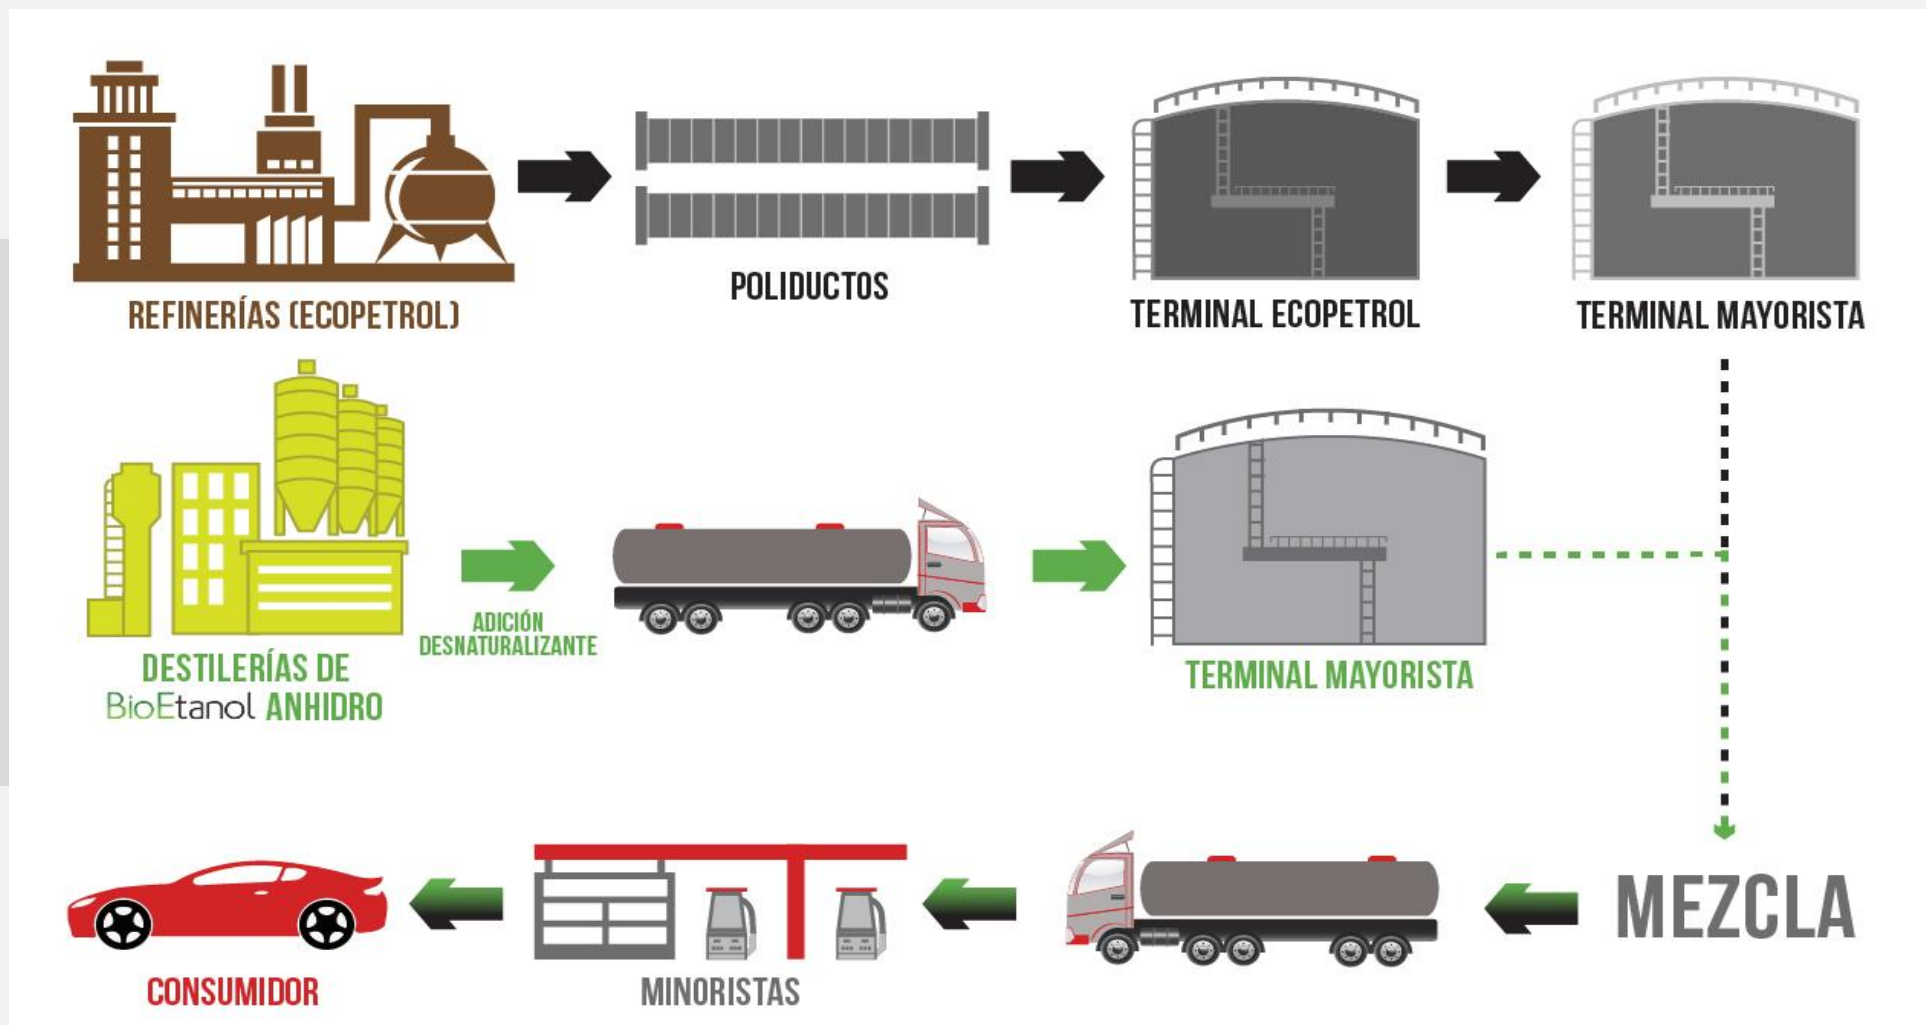 REFINERÍAS (ECOPETROL)
POLIDUCTOS
TERMINAL ECOPETROL
TERMINAL MAYORISTA
ADICIÓN
DESNATURALIZANTE
DESTILERÍAS DE
BioEtanol ANHIDRO
TERMINAL MAYORISTA
MEZCLA
MINORISTAS
CONSUMIDOR